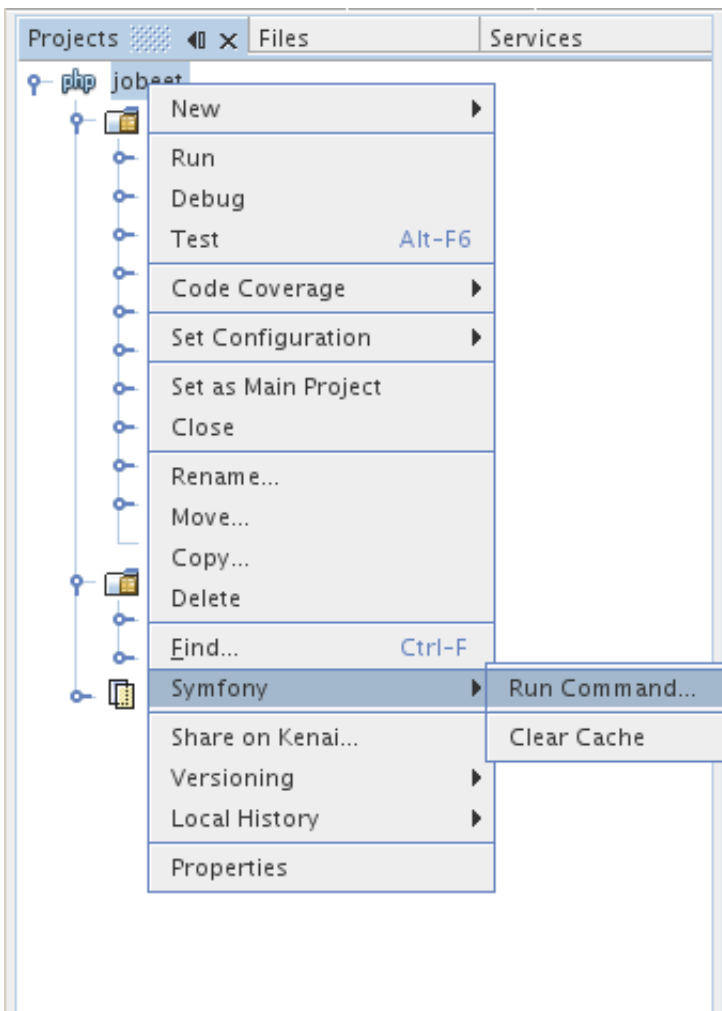 Projects Files Services
php jobeet
New
Run
Debug
Test Alt-F6
Code Coverage
Set Configuration
Set as Main Project
Close
Rename...
Move...
Copy...
Delete
Find... Ctrl-F
Symfony Run Command...
Share on Kenai... Clear Cache
Versioning
Local History
Properties